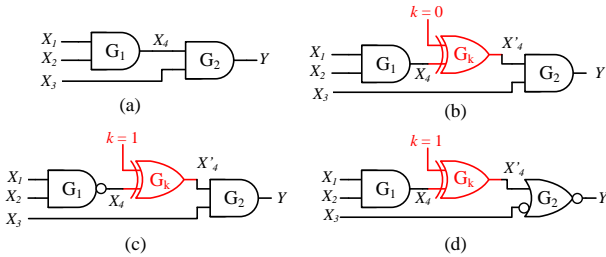 X1
X2
X3
G1
X4
G2
Y
(a)
k = 0
X1
X2
X3
G1
X4
Gk
X'4
G2
Y
(b)
k = 1
X1
X2
X3
G1
X4
Gk
X'4
G2
Y
(c)
k = 1
X1
X2
X3
G1
X4
Gk
X'4
G2
Y
(d)